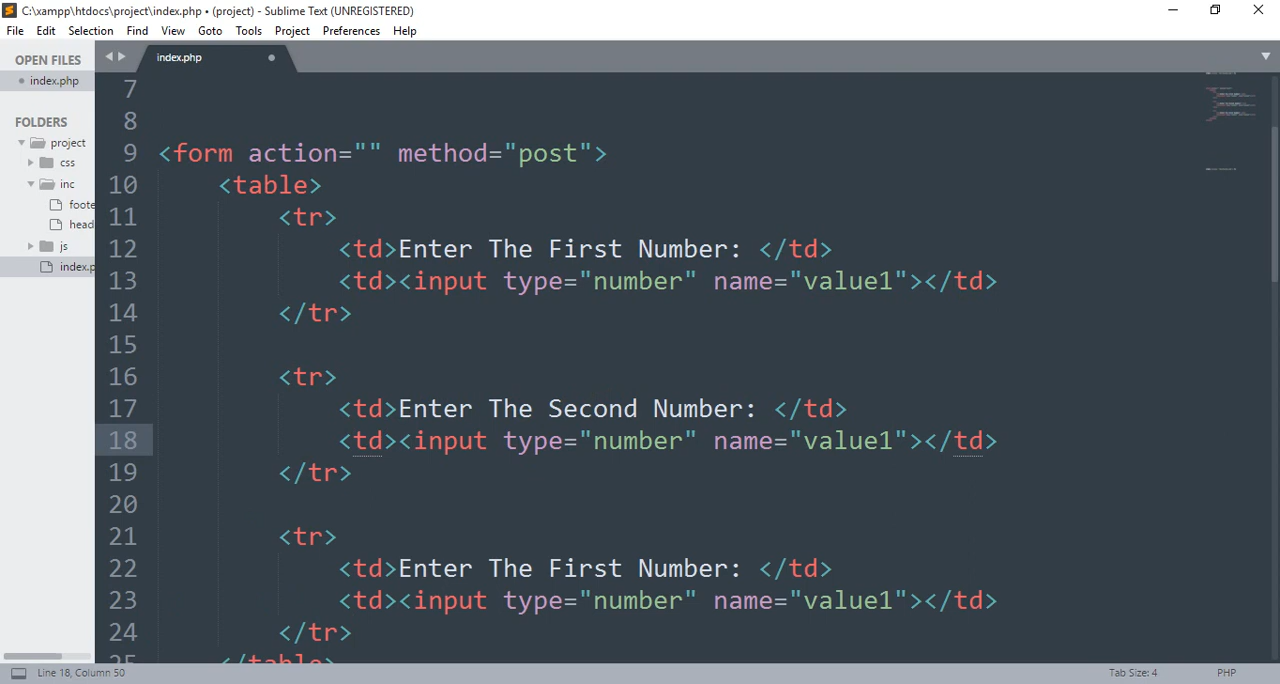 C:\xampp\htdocs\project\index.php • (project) - Sublime Text (UNREGISTERED)
File Edit Selection Find View Goto Tools Project Preferences Help
OPEN FILES
index.php
FOLDERS
project
css
inc
foote
head
js
index.p
index.php
7
8
9 <form action="" method="post">
10 <table>
11 <tr>
12 <td>Enter The First Number: </td>
13 <td><input type="number" name="value1"></td>
14 </tr>
15
16 <tr>
17 <td>Enter The Second Number: </td>
18 <td><input type="number" name="value1"></td>
19 </tr>
20
21 <tr>
22 <td>Enter The First Number: </td>
23 <td><input type="number" name="value1"></td>
24 </tr>
25 </table>
Line 18, Column 50
Tab Size: 4
PHP